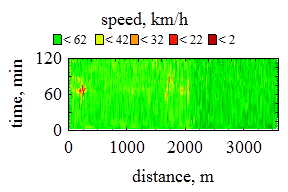 speed, km/h
< 62 < 42 < 32 < 22 < 2
time, min
120
60
0
0 1000 2000 3000
distance, m